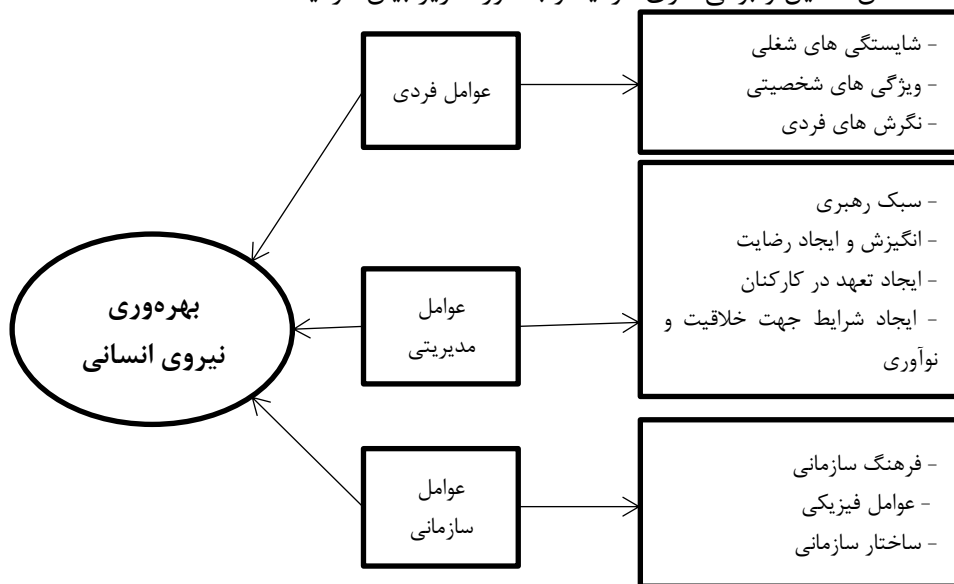 عوامل فردی
- شایستگی های شغلی
- ویژگی های شخصیتی
- نگرش های فردی
بهره‌وری
نیروی انسانی
عوامل
مدیریتی
- سبک رهبری
- انگیزش و ایجاد رضایت
- ایجاد تعهد در کارکنان
- ایجاد شرایط جهت خلاقیت و
نوآوری
عوامل
سازمانی
- فرهنگ سازمانی
- عوامل فیزیکی
- ساختار سازمانی